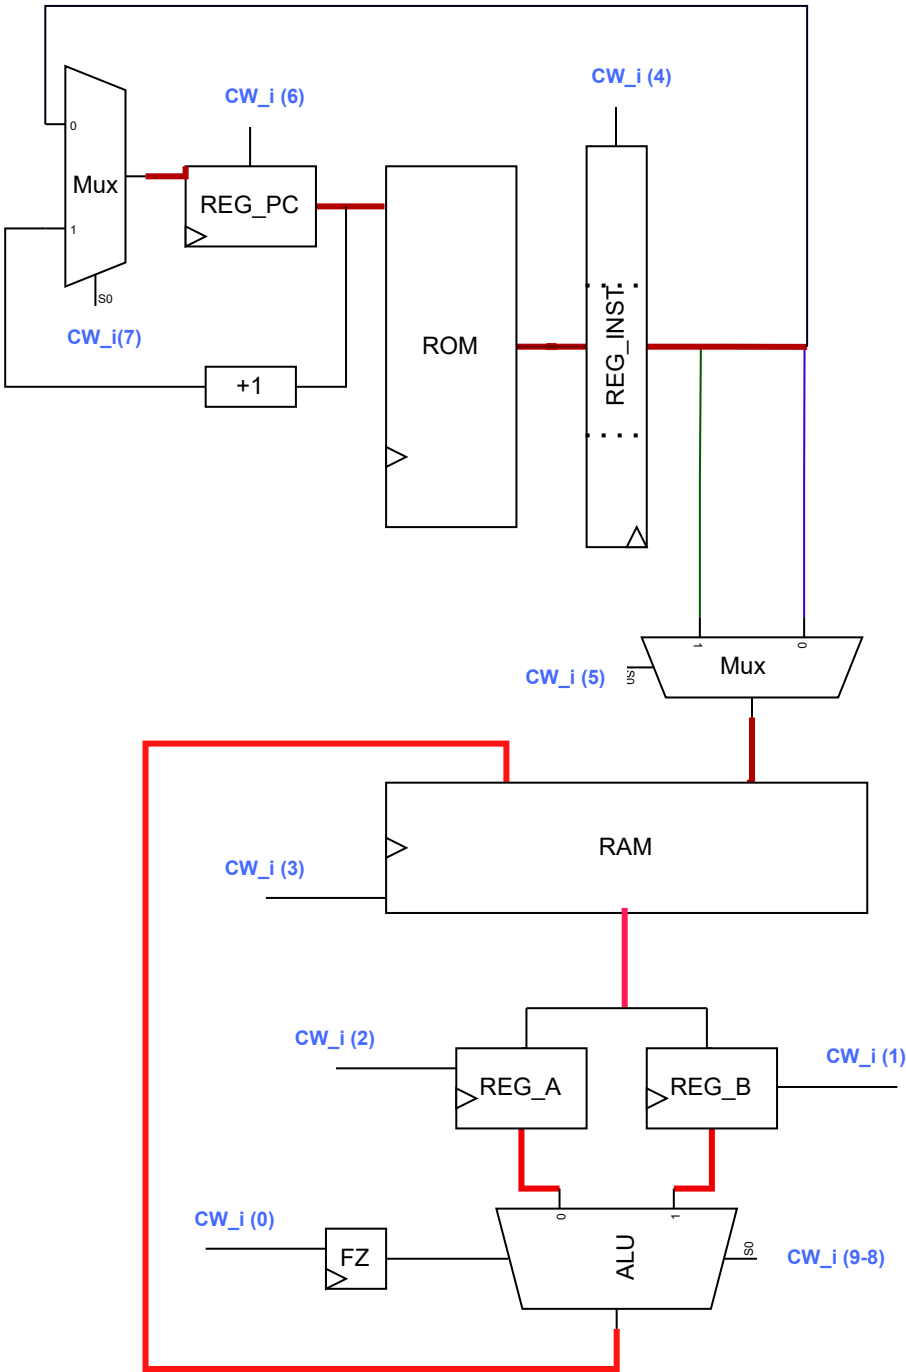 CW_i (4)
CW_i (6)
0
Mux
REG_PC
1
S0
CW_i(7)
ROM
REG_INST
+1
1
0
Mux
CW_i (5)
S0
RAM
CW_i (3)
CW_i (2)
CW_i (1)
REG_A
REG_B
CW_i (0)
0
1
FZ
ALU
S0
CW_i (9-8)